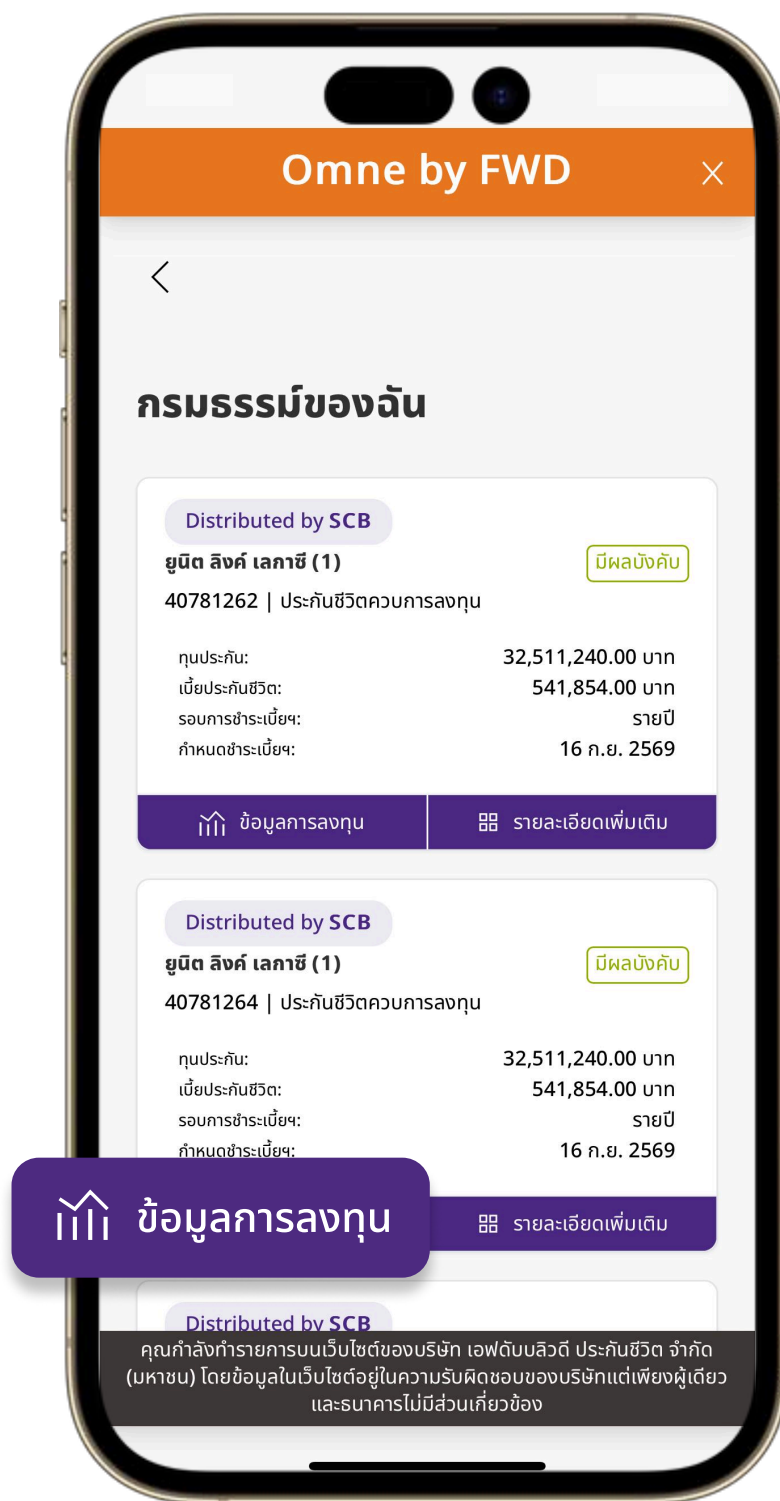 Omne by FWD
กรมธรรม์ของฉัน
Distributed by SCB
ยูนิต ลิงค์ เลกาซี (1)
มีผลบังคับ
40781262 | ประกันชีวิตควบการลงทุน
ทุนประกัน: 32,511,240.00 บาท
เบี้ยประกันชีวิต: 541,854.00 บาท
รอบการชำระเบี้ยฯ: รายปี
กำหนดชำระเบี้ยฯ: 16 ก.ย. 2569
ข้อมูลการลงทุน รายละเอียดเพิ่มเติม
Distributed by SCB
ยูนิต ลิงค์ เลกาซี (1)
มีผลบังคับ
40781264 | ประกันชีวิตควบการลงทุน
ทุนประกัน: 32,511,240.00 บาท
เบี้ยประกันชีวิต: 541,854.00 บาท
รอบการชำระเบี้ยฯ: รายปี
กำหนดชำระเบี้ยฯ: 16 ก.ย. 2569
ข้อมูลการลงทุน รายละเอียดเพิ่มเติม
Distributed by SCB
คุณกำลังทำรายการบนเว็บไซต์ของบริษัท เอฟดับบลิวดี ประกันชีวิต จำกัด
(มหาชน) โดยข้อมูลในเว็บไซต์อยู่ในความรับผิดชอบของบริษัทแต่เพียงผู้เดียว
และธนาคารไม่มีส่วนเกี่ยวข้อง